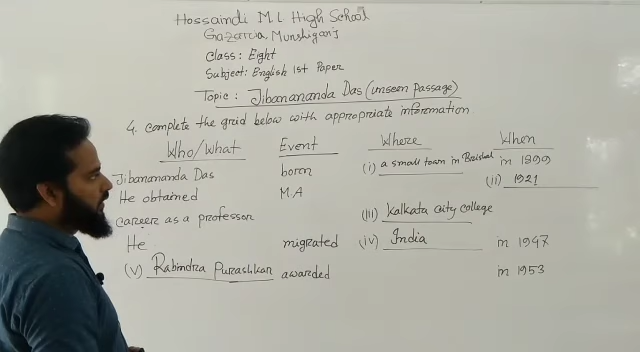 Hossaindi M.L High School
Gazaria Munshiganj
Class: Eight
Subject: English 1st Paper
Topic: Jibanananda Das (unseen passage)
4. Complete the grid below with appropriate information
Who/What Event Where When
Jibanananda Das born (i) a small town in Brishal in 1899
He obtained M.A (ii) 1921
career as a professor (iii) Kalkata city college
He migrated (iv) India in 1947
(v) Rabindra Purashkar awarded in 1953